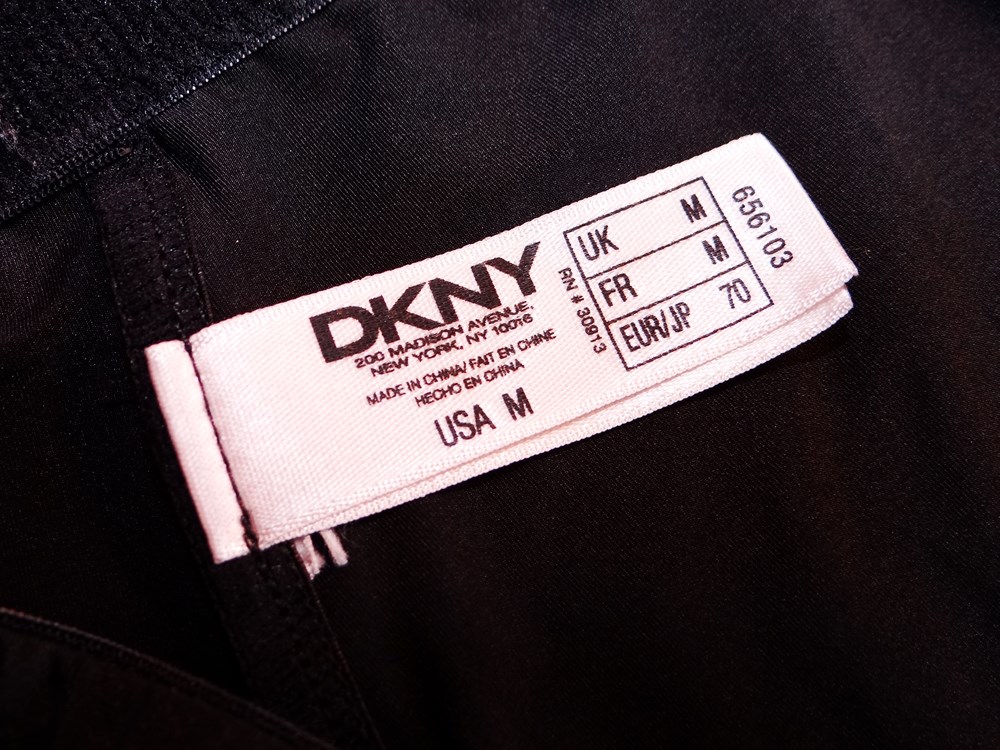 DKNY
200 MADISON AVENUE,
NEW YORK, NY 10016
MADE IN CHINA/ FAIT EN CHINE
HECHO EN CHINA
USA M
RN # 30913
UK M
FR M
EUR/JP 70
656103